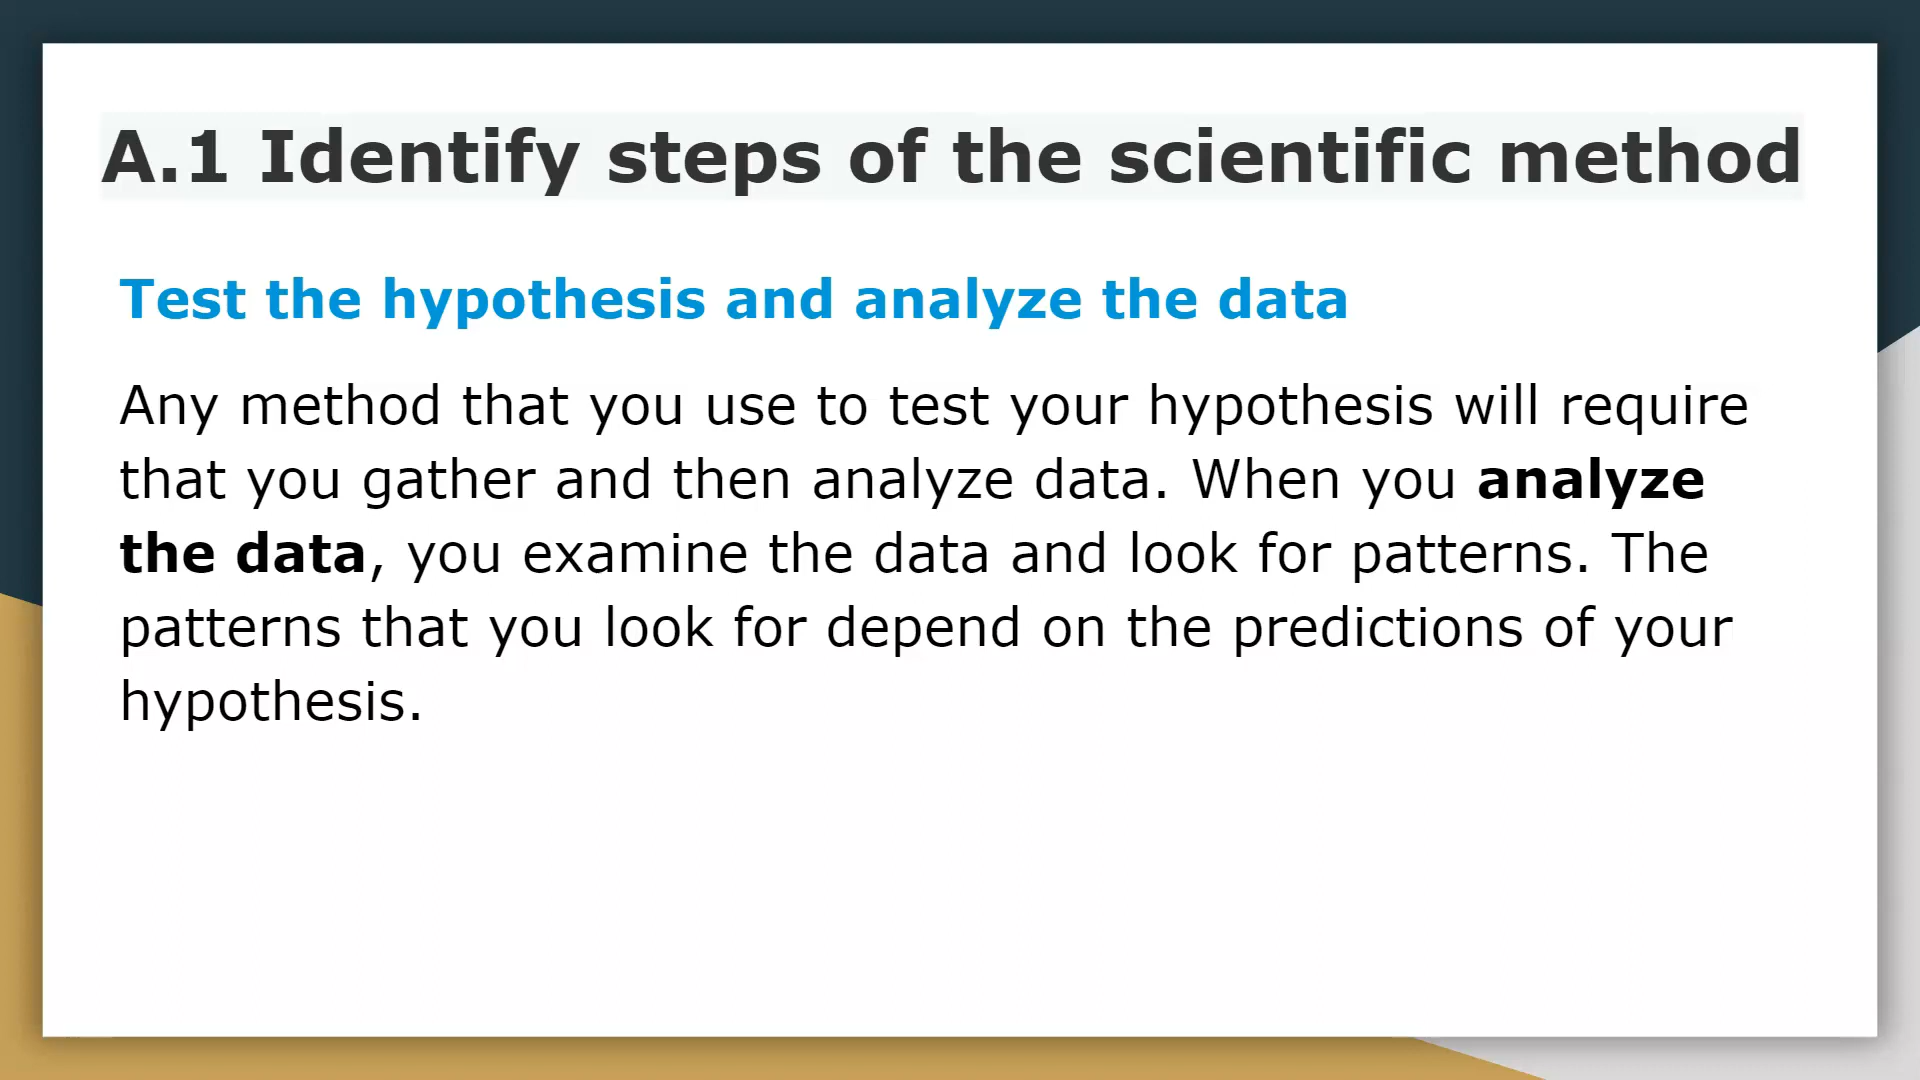 A.1 Identify steps of the scientific method
Test the hypothesis and analyze the data
Any method that you use to test your hypothesis will require
that you gather and then analyze data. When you analyze
the data, you examine the data and look for patterns. The
patterns that you look for depend on the predictions of your
hypothesis.